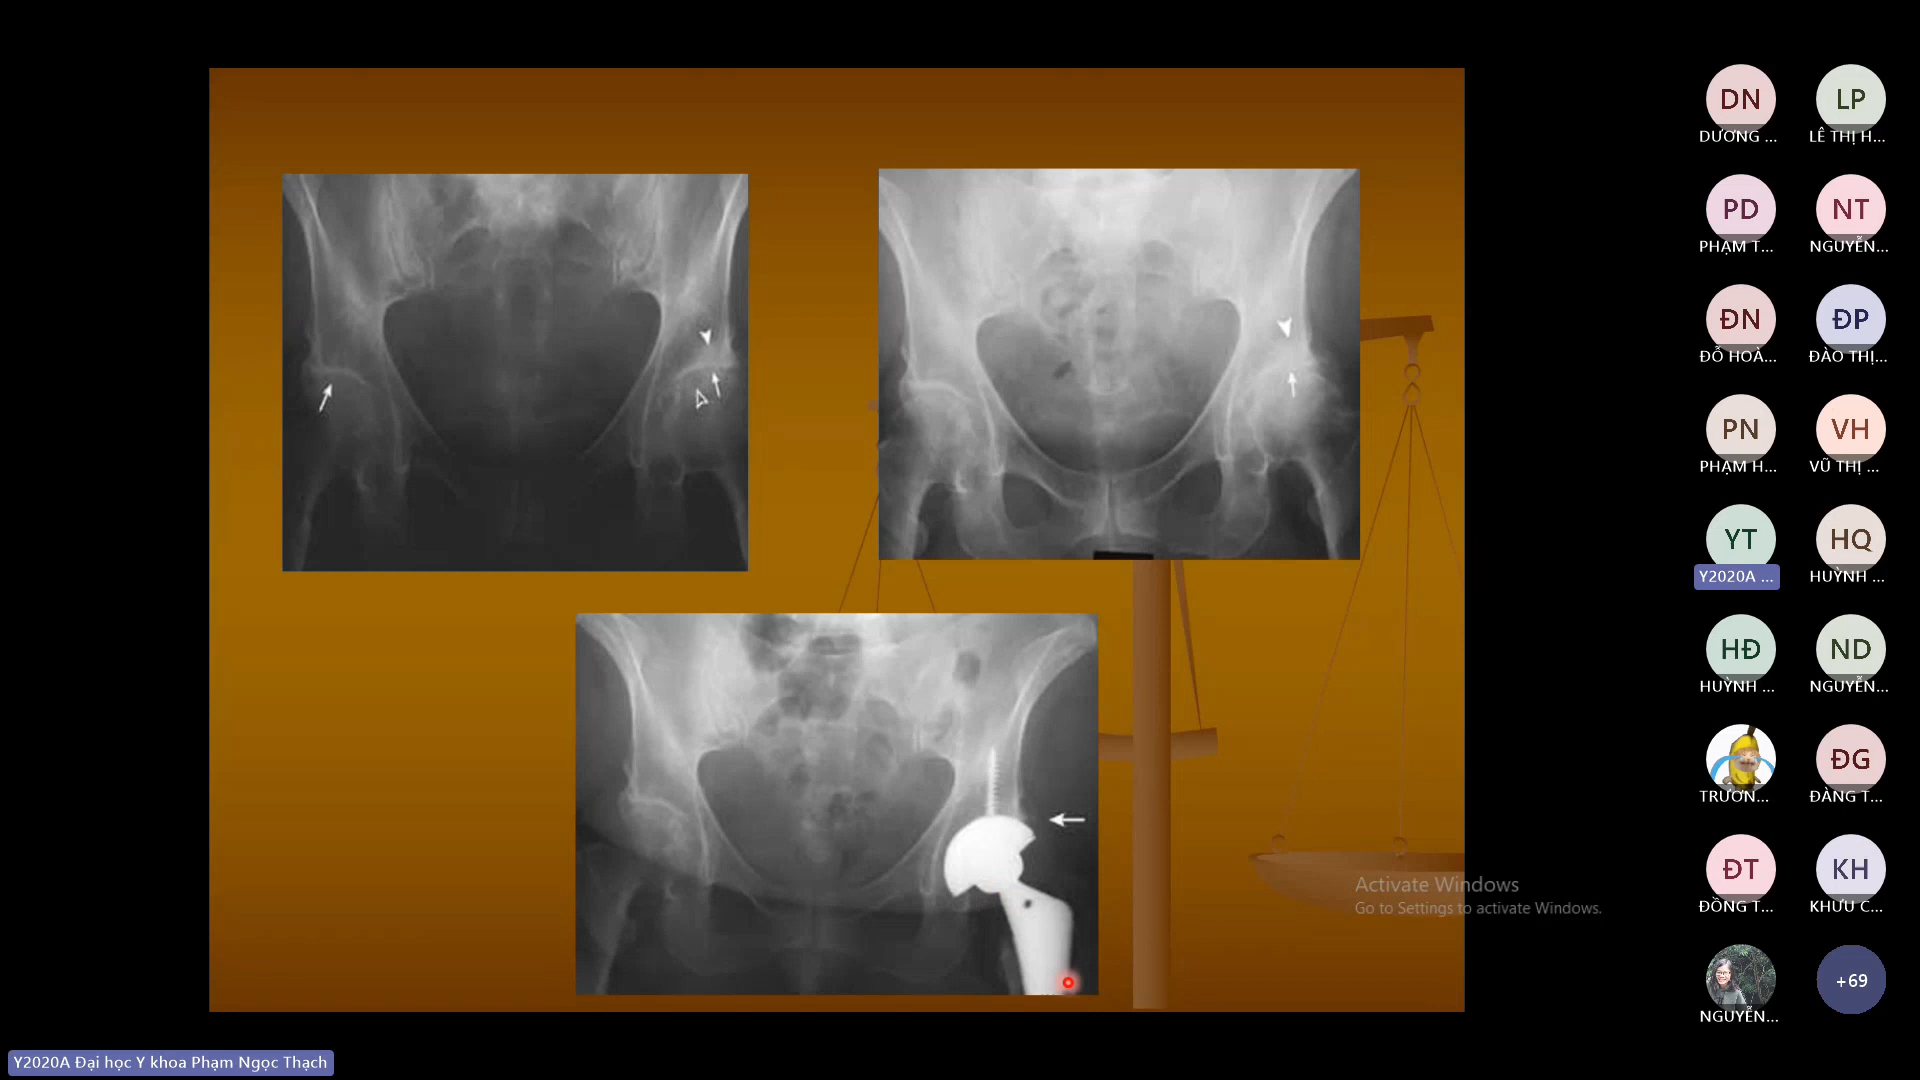 DN
LP
DƯƠNG ...
LÊ THỊ H...
PD
NT
PHẠM T...
NGUYỄN...
ĐN
ĐP
ĐỖ HOÀ...
ĐÀO THỊ...
PN
VH
PHẠM H...
VŨ THỊ ...
YT
HQ
Y2020A ...
HUỲNH ...
HĐ
ND
HUỲNH ...
NGUYỄN...
ĐG
TRƯƠN...
ĐÀNG T...
ĐT
KH
ĐỒNG T...
KHƯU C...
+69
NGUYỄN...
Activate Windows
Go to Settings to activate Windows.
Y2020A Đại học Y khoa Phạm Ngọc Thạch